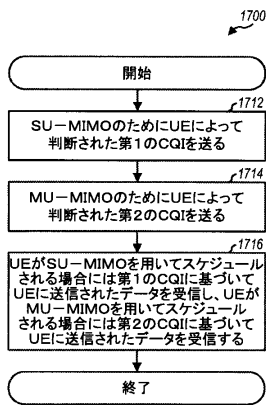 1700
開始
1712
SU－MIMOのためにUEによって
判断された第1のCQIを送る
1714
MU－MIMOのためにUEによって
判断された第2のCQIを送る
1716
UEがSU－MIMOを用いてスケジュール
される場合には第1のCQIに基づいて
UEに送信されたデータを受信し、UEが
MU－MIMOを用いてスケジュール
される場合には第2のCQIに基づいて
UEに送信されたデータを受信する
終了